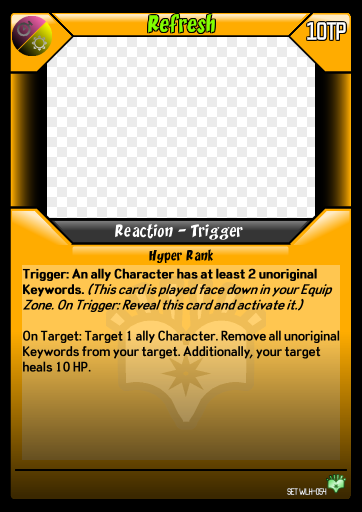 Refresh
10TP
Reaction - Trigger
Hyper Rank
Trigger: An ally Character has at least 2 unoriginal
Keywords. (This card is played face down in your Equip
Zone. On Trigger: Reveal this card and activate it.)
On Target: Target 1 ally Character. Remove all unoriginal
Keywords from your target. Additionally, your target
heals 10 HP.
SET WLH-054